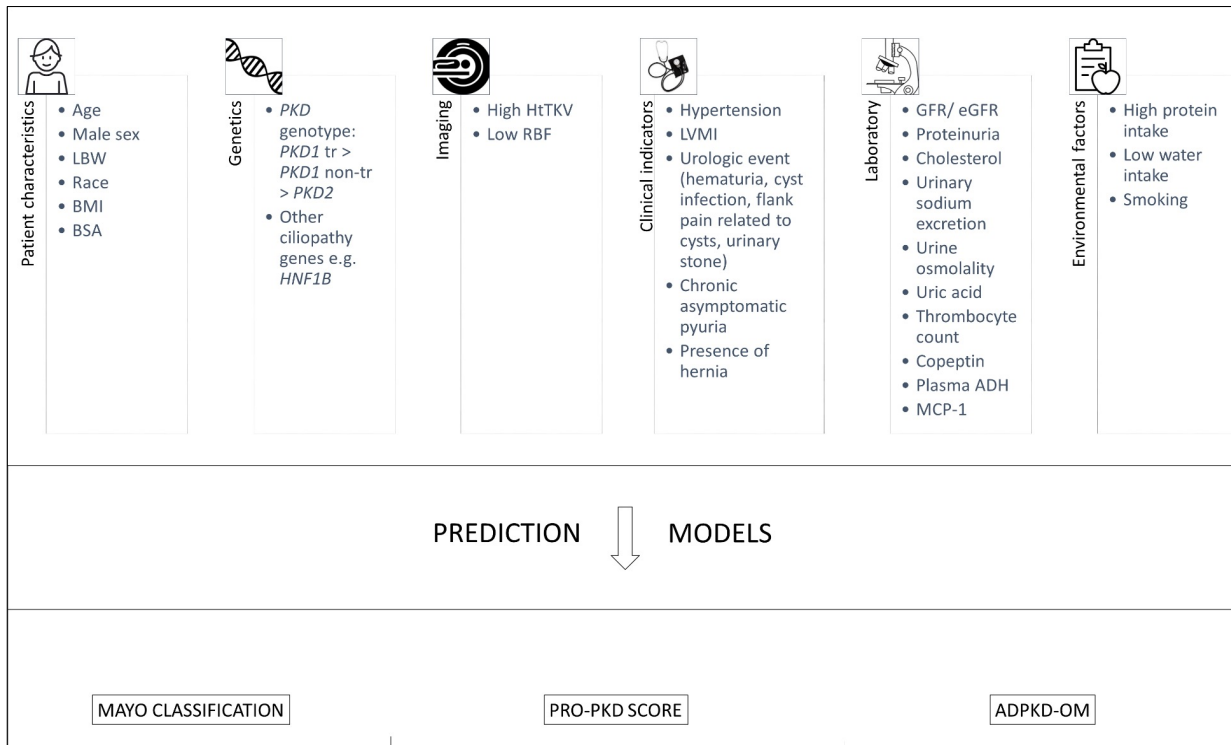 Patient characteristics
• Age
• Male sex
• LBW
• Race
• BMI
• BSA
Genetics
• PKD
genotype:
PKD1 tr >
PKD1 non-tr
> PKD2
• Other
ciliopathy
genes e.g.
HNF1B
Imaging
• High HtTKV
• Low RBF
Clinical indicators
• Hypertension
• LVMI
• Urologic event
(hematuria, cyst
infection, flank
pain related to
cysts, urinary
stone)
• Chronic
asymptomatic
pyuria
• Presence of
hernia
Laboratory
• GFR/ eGFR
• Proteinuria
• Cholesterol
• Urinary
sodium
excretion
• Urine
osmolality
• Uric acid
• Thrombocyte
count
• Copeptin
• Plasma ADH
• MCP-1
Environmental factors
• High protein
intake
• Low water
intake
• Smoking
PREDICTION MODELS
MAYO CLASSIFICATION
PRO-PKD SCORE
ADPKD-OM